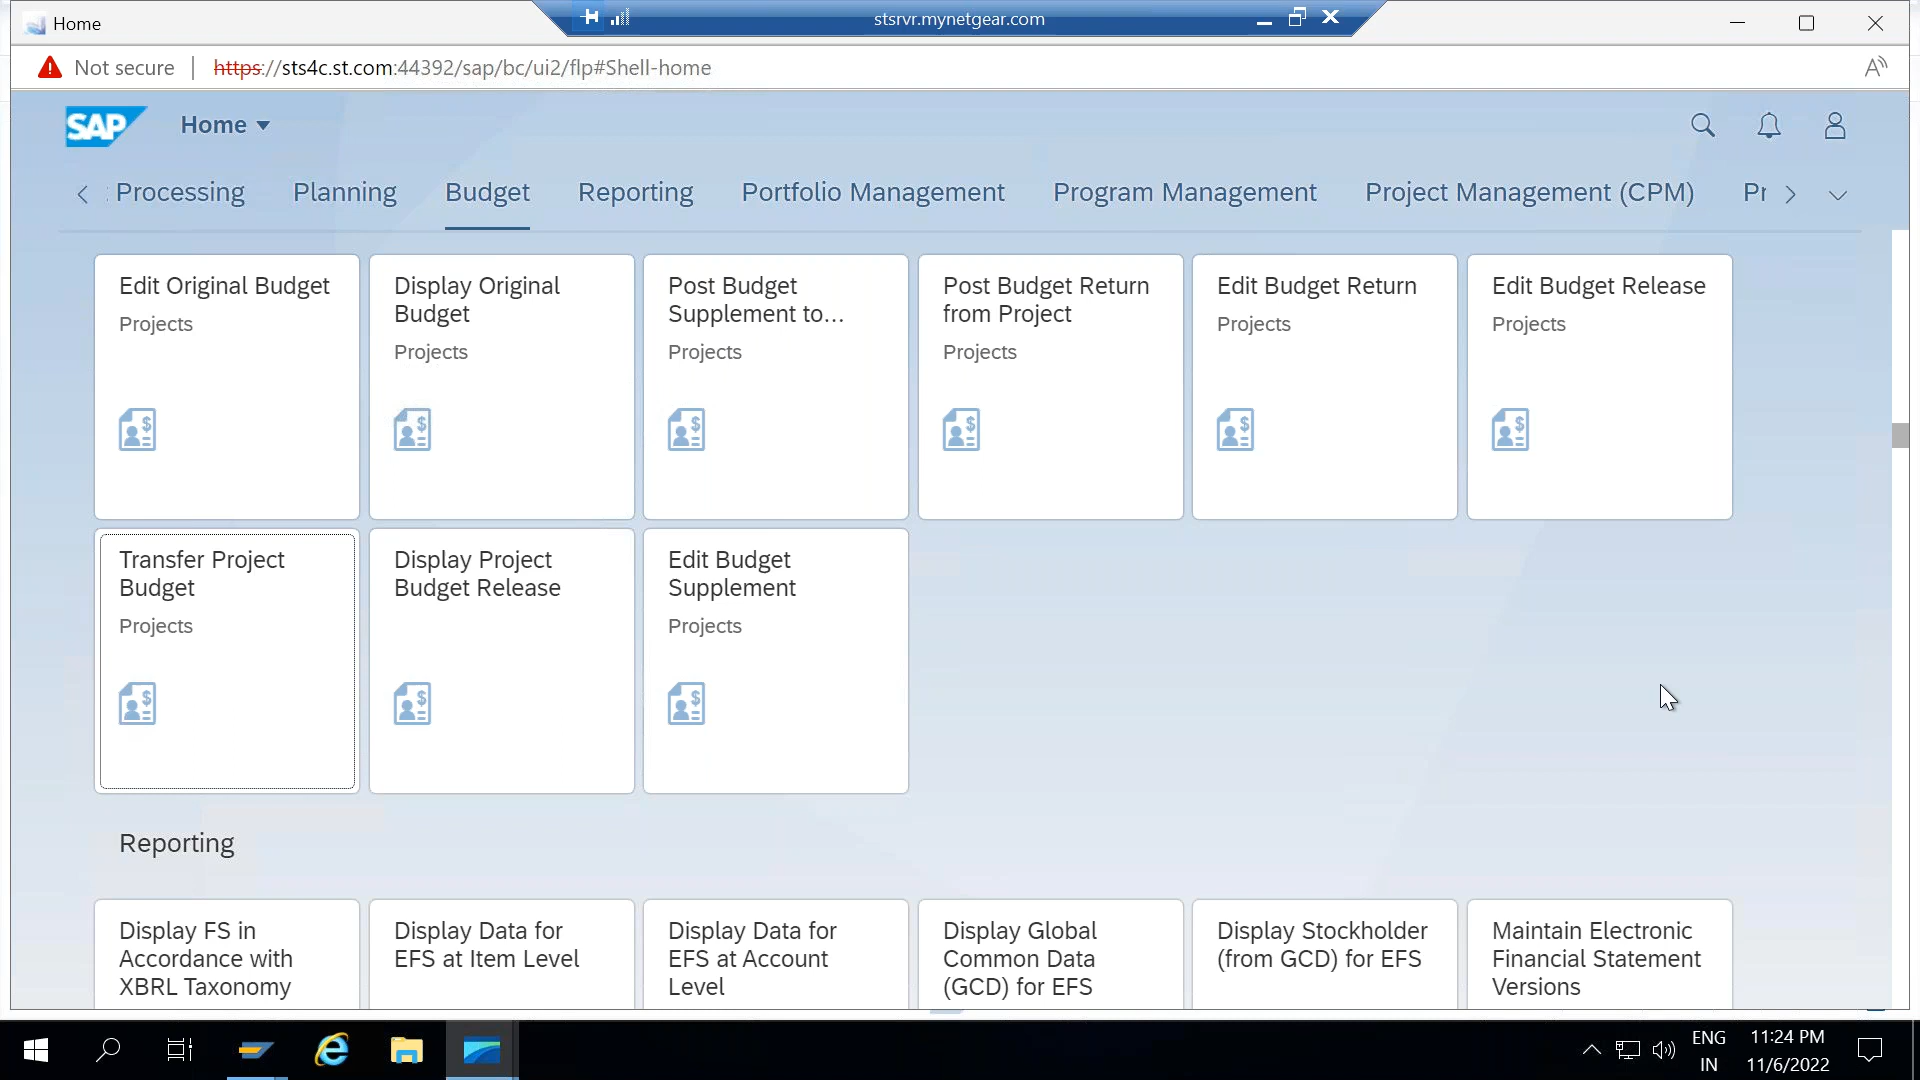 Home
stsrvr.mynetgear.com
Not secure
https://sts4c.st.com:44392/sap/bc/ui2/flp#Shell-home
SAP
Home
Processing Planning Budget Reporting Portfolio Management Program Management Project Management (CPM) Pr
Edit Original Budget
Projects
Display Original
Budget
Projects
Post Budget
Supplement to...
Projects
Post Budget Return
from Project
Projects
Edit Budget Return
Projects
Edit Budget Release
Projects
Transfer Project
Budget
Projects
Display Project
Budget Release
Edit Budget
Supplement
Projects
Reporting
Display FS in
Accordance with
XBRL Taxonomy
Display Data for
EFS at Item Level
Display Data for
EFS at Account
Level
Display Global
Common Data
(GCD) for EFS
Display Stockholder
(from GCD) for EFS
Maintain Electronic
Financial Statement
Versions
ENG
IN
11:24 PM
11/6/2022